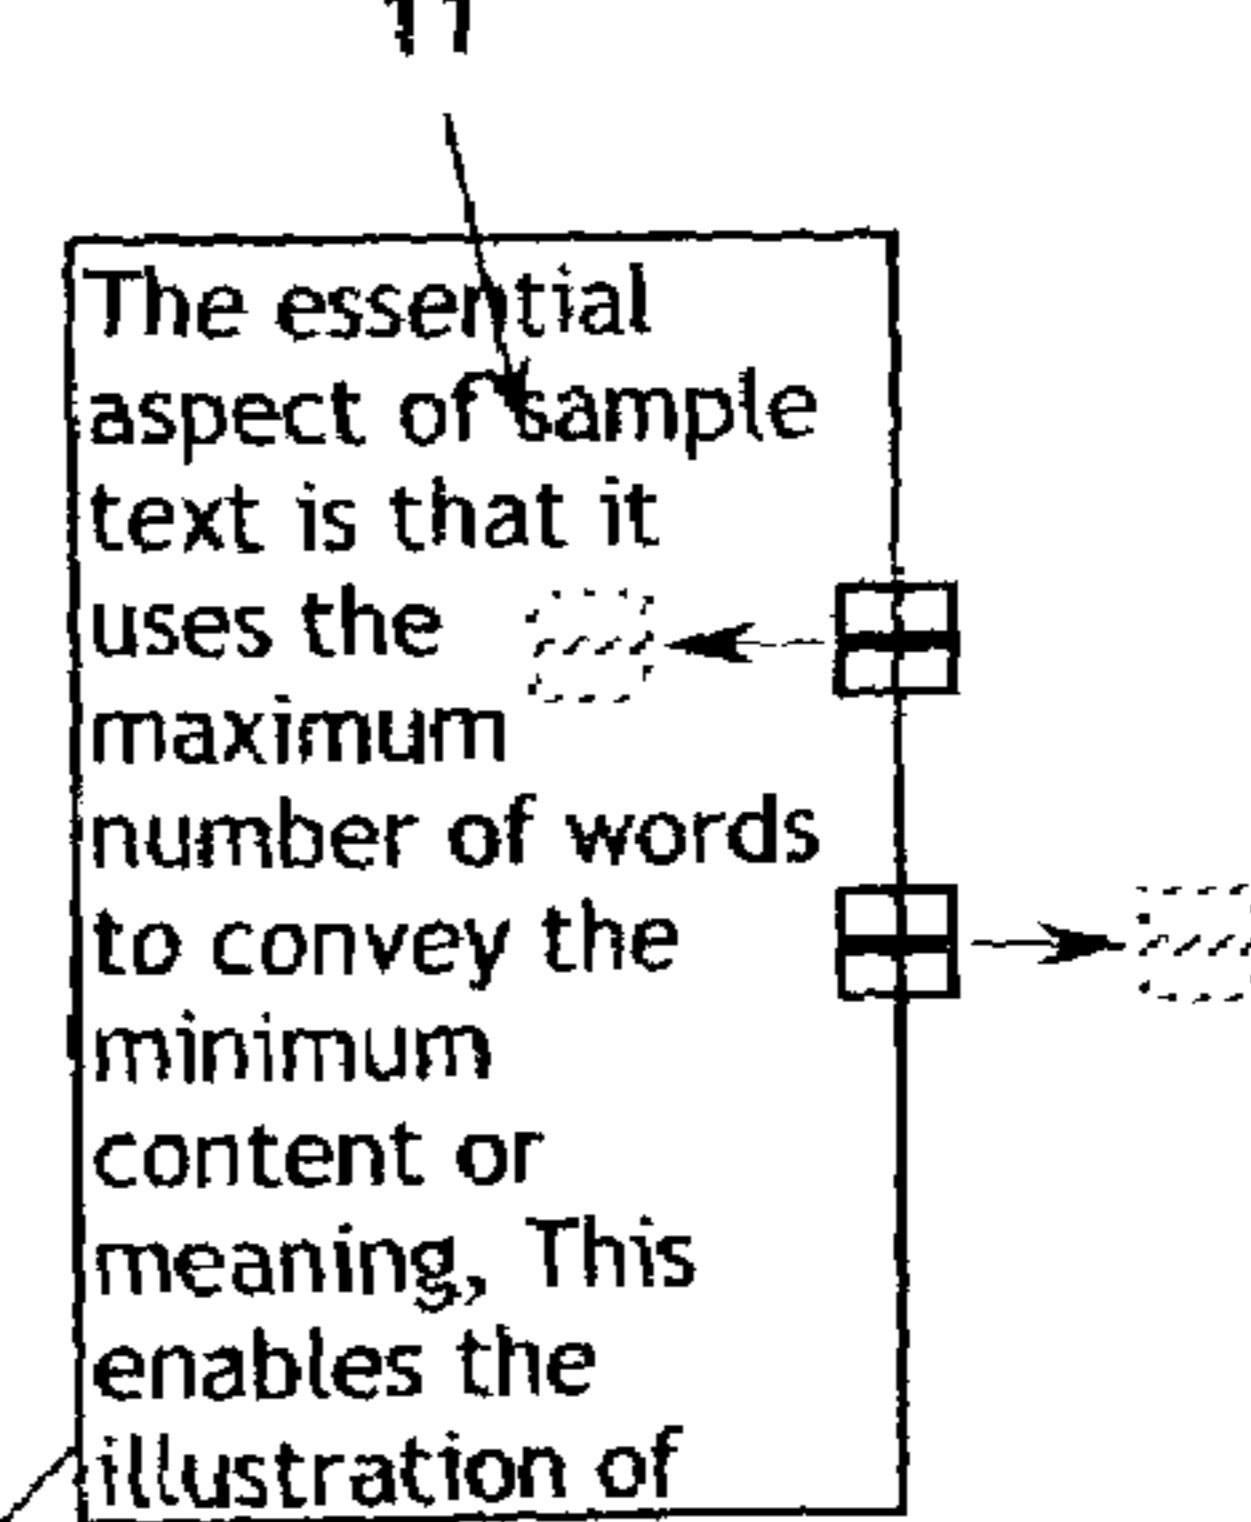 11
The essential
aspect of sample
text is that it
uses the
maximum
number of words
to convey the
minimum
content or
meaning, This
enables the
illustration of